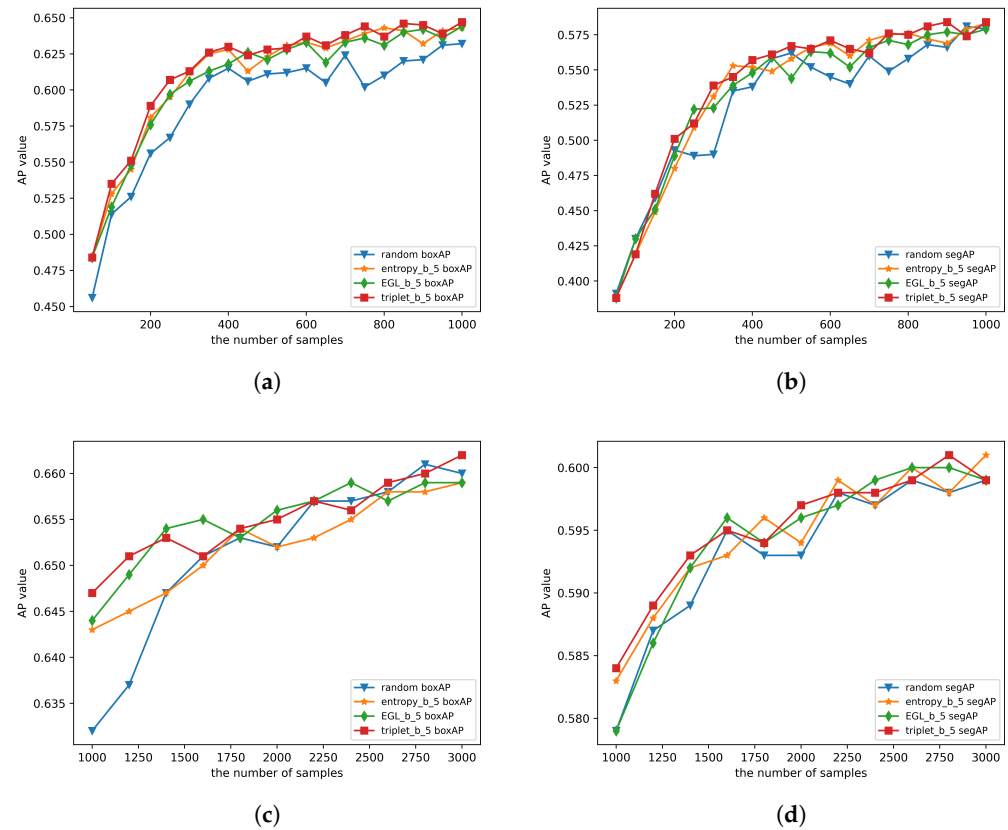 0.650
0.625
0.600
0.575
0.550
0.525
0.500
0.475
0.450
AP value
200
400
600
800
1000
the number of samples
random boxAP
entropy_b_5 boxAP
EGL_b_5 boxAP
triplet_b_5 boxAP
(a)
0.575
0.550
0.525
0.500
0.475
0.450
0.425
0.400
AP value
200
400
600
800
1000
the number of samples
random segAP
entropy_b_5 segAP
EGL_b_5 segAP
triplet_b_5 segAP
(b)
0.660
0.655
0.650
0.645
0.640
0.635
AP value
1000
1250
1500
1750
2000
2250
2500
2750
3000
the number of samples
random boxAP
entropy_b_5 boxAP
EGL_b_5 boxAP
triplet_b_5 boxAP
(c)
0.600
0.595
0.590
0.585
0.580
AP value
1000
1250
1500
1750
2000
2250
2500
2750
3000
the number of samples
random segAP
entropy_b_5 segAP
EGL_b_5 segAP
triplet_b_5 segAP
(d)